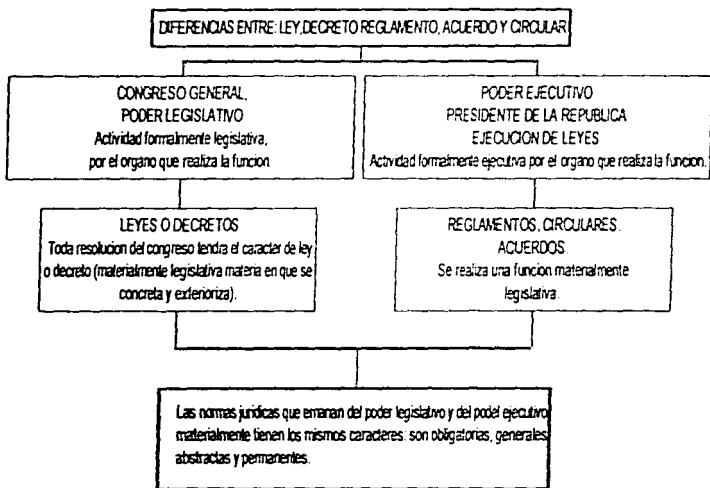 DIFERENCIAS ENTRE: LEY, DECRETO REGLAMENTO, ACUERDO Y CIRCULAR
CONGRESO GENERAL,
PODER LEGISLATIVO
Actividad formalmente legislativa,
por el organo que realiza la funcion
PODER EJECUTIVO
PRESIDENTE DE LA REPUBLICA
EJECUCION DE LEYES
Actividad formalmente ejecutiva por el organo que realiza la funcion.
LEYES O DECRETOS
Toda resolucion del congreso tendra el caracter de ley
o decreto (materialmente legislativa materia en que se
concreta y exterioriza).
REGLAMENTOS, CIRCULARES.
ACUERDOS.
Se realiza una funcion materialmente
legislativa.
Las normas juridicas que emanan del poder legislativo y del podel ejecutivo
materialmente tienen los mismos caracteres: son obligatorias, generales
abstractas y permanentes.